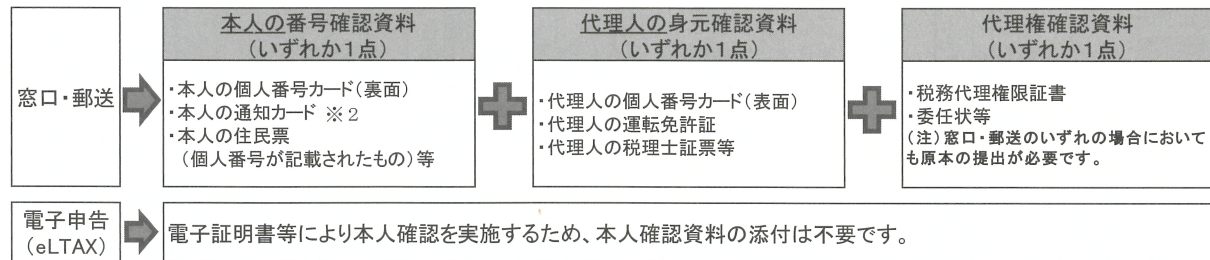 本人の番号確認資料
(いずれか1点)
代理人の身元確認資料
(いずれか1点)
代理権確認資料
(いずれか1点)
窓口・郵送
・本人の個人番号カード(裏面)
・本人の通知カード ※2
・本人の住民票
(個人番号が記載されたもの)等
・代理人の個人番号カード(表面)
・代理人の運転免許証
・代理人の税理士証票等
・税務代理権限証書
・委任状等
(注)窓口・郵送のいずれの場合において
も原本の提出が必要です。
電子申告
(eLTAX)
電子証明書等により本人確認を実施するため、本人確認資料の添付は不要です。